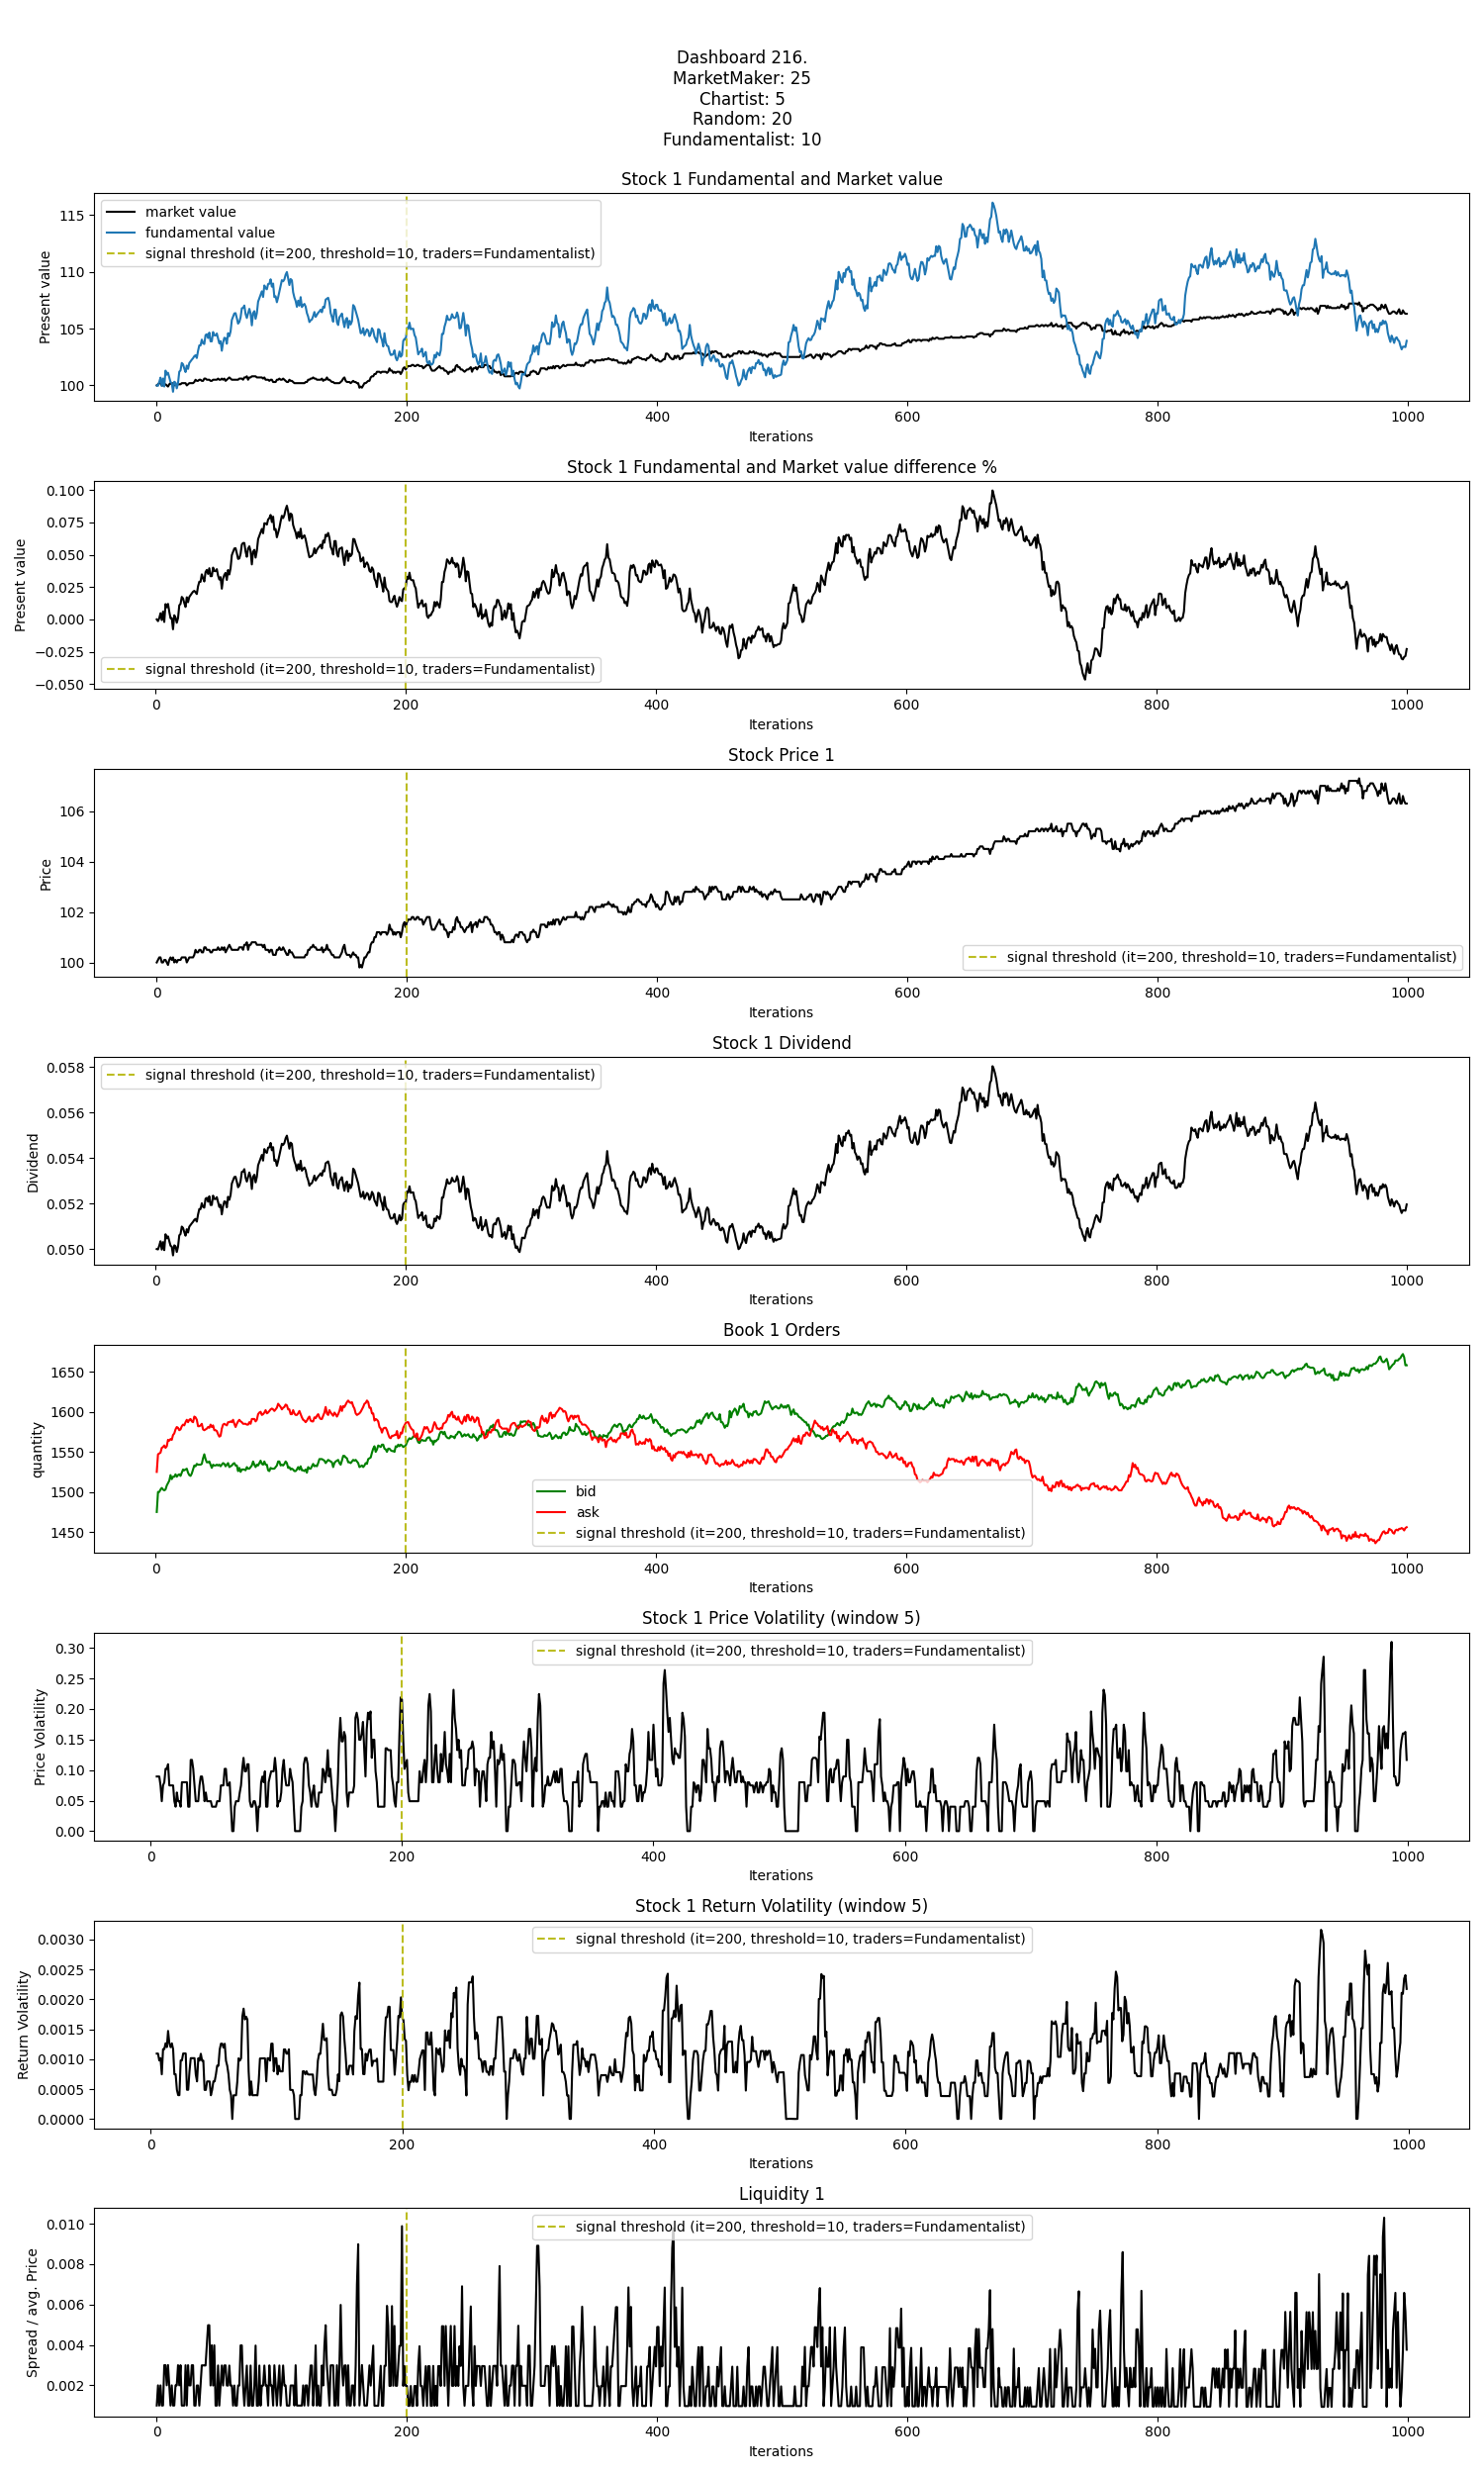 Dashboard 216.
MarketMaker: 25
Chartist: 5
Random: 20
Fundamentalist: 10
Stock 1 Fundamental and Market value
market value
fundamental value
signal threshold (it=200, threshold=10, traders=Fundamentalist)
Present value
115
110
105
100
0 200 400 600 800 1000
Iterations
Stock 1 Fundamental and Market value difference %
Present value
0.100
0.075
0.050
0.025
0.000
−0.025
−0.050
signal threshold (it=200, threshold=10, traders=Fundamentalist)
0 200 400 600 800 1000
Iterations
Stock Price 1
Price
106
104
102
100
signal threshold (it=200, threshold=10, traders=Fundamentalist)
0 200 400 600 800 1000
Iterations
Stock 1 Dividend
signal threshold (it=200, threshold=10, traders=Fundamentalist)
Dividend
0.058
0.056
0.054
0.052
0.050
0 200 400 600 800 1000
Iterations
Book 1 Orders
quantity
1650
1600
1550
1500
1450
bid
ask
signal threshold (it=200, threshold=10, traders=Fundamentalist)
0 200 400 600 800 1000
Iterations
Stock 1 Price Volatility (window 5)
signal threshold (it=200, threshold=10, traders=Fundamentalist)
Price Volatility
0.30
0.25
0.20
0.15
0.10
0.05
0.00
0 200 400 600 800 1000
Iterations
Stock 1 Return Volatility (window 5)
signal threshold (it=200, threshold=10, traders=Fundamentalist)
Return Volatility
0.0030
0.0025
0.0020
0.0015
0.0010
0.0005
0.0000
0 200 400 600 800 1000
Iterations
Liquidity 1
signal threshold (it=200, threshold=10, traders=Fundamentalist)
Spread / avg. Price
0.010
0.008
0.006
0.004
0.002
0 200 400 600 800 1000
Iterations